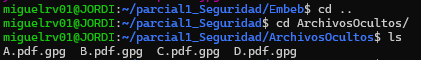 miguelrv01@JORDI:~/parcial1_Seguridad/Embeb$ cd ..
miguelrv01@JORDI:~/parcial1_Seguridad$ cd ArchivosOcultos/
miguelrv01@JORDI:~/parcial1_Seguridad/ArchivosOcultos$ ls
A.pdf.gpg  B.pdf.gpg  C.pdf.gpg  D.pdf.gpg